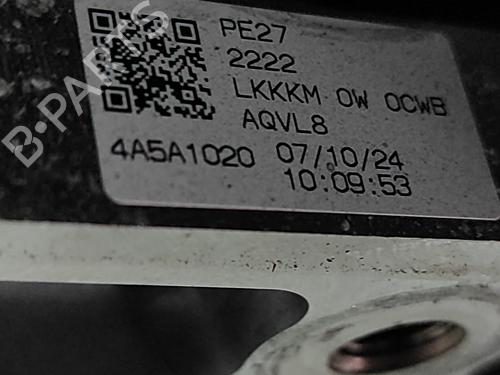 B-PARTS
PE27
2222
LKKKM 0W 0CWB
AQVL8
4A5A1020 07/10/24
10:09:53